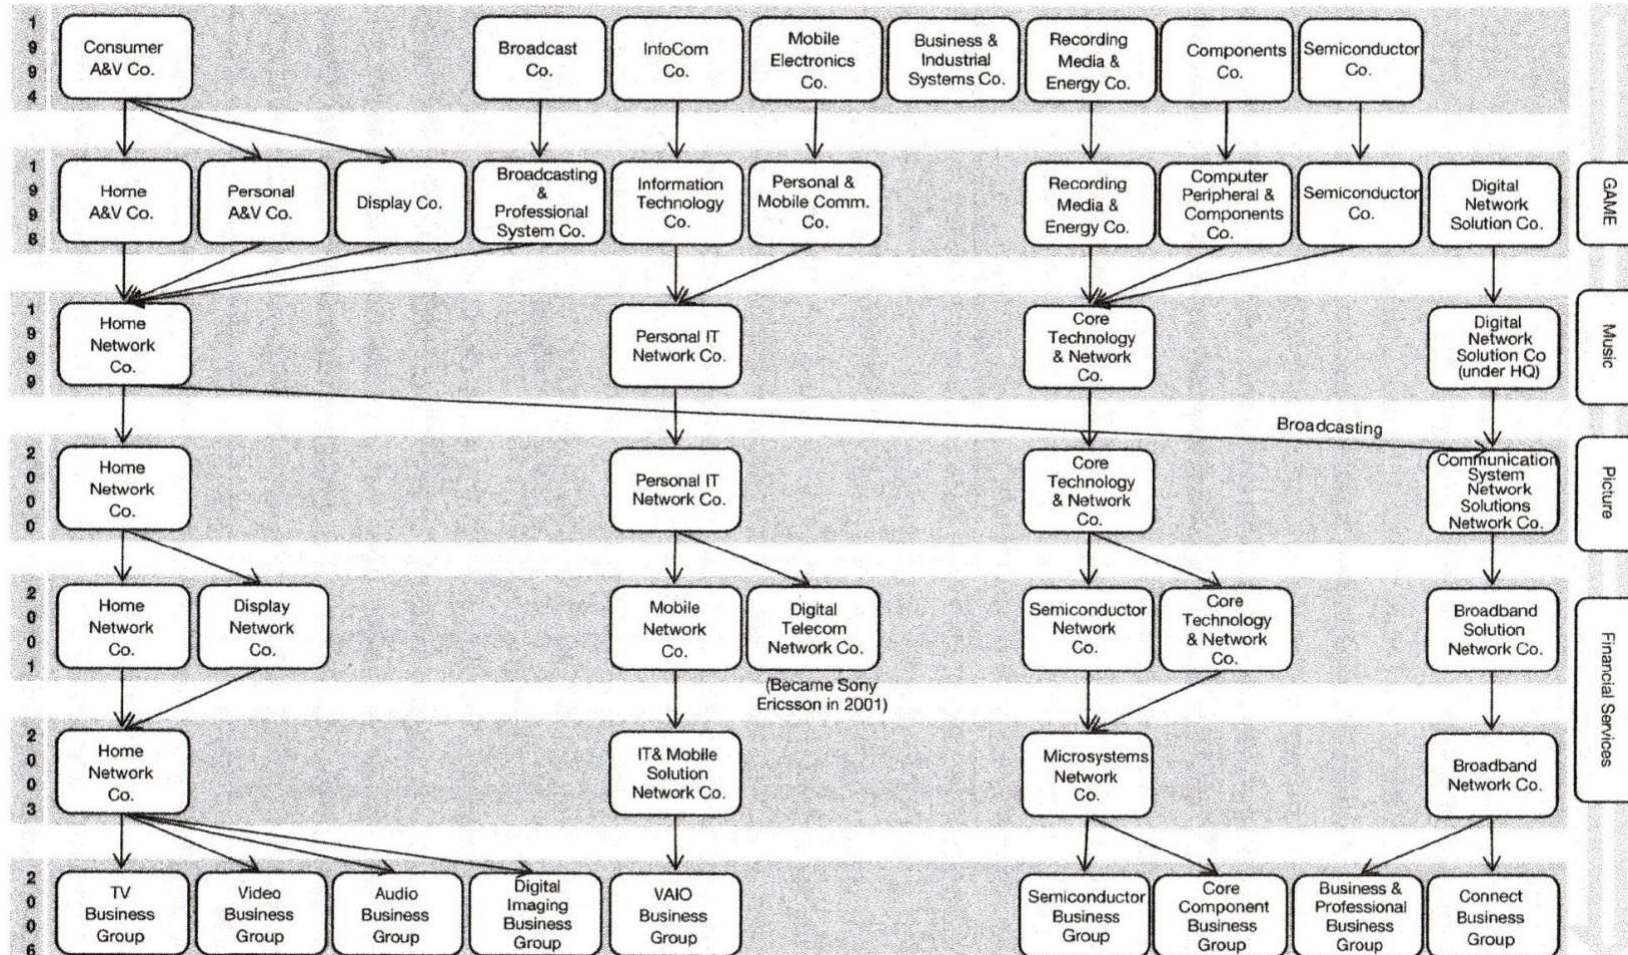 1
9
9
4
Consumer
A&V Co.
Broadcast
Co.
InfoCom
Co.
Mobile
Electronics
Co.
Business &
Industrial
Systems Co.
Recording
Media &
Energy Co.
Components
Co.
Semiconductor
Co.
1
9
9
8
Home
A&V Co.
Personal
A&V Co.
Display Co.
Broadcasting
&
Professional
System Co.
Information
Technology
Co.
Personal &
Mobile Comm.
Co.
Recording
Media &
Energy Co.
Computer
Peripheral &
Components
Co.
Semiconductor
Co.
Digital
Network
Solution Co.
GAME
1
9
9
9
Home
Network
Co.
Personal IT
Network Co.
Core
Technology
& Network
Co.
Digital
Network
Solution Co
(under HQ)
Music
Broadcasting
2
0
0
0
Home
Network
Co.
Personal IT
Network Co.
Core
Technology
& Network
Co.
Communication
System
Network
Solutions
Network Co.
Picture
2
0
0
1
Home
Network
Co.
Display
Network
Co.
Mobile
Network
Co.
Digital
Telecom
Network Co.
(Became Sony
Ericsson in 2001)
Semiconductor
Network
Co.
Core
Technology
& Network
Co.
Broadband
Solution
Network Co.
Financial Services
2
0
0
3
Home
Network
Co.
IT& Mobile
Solution
Network Co.
Microsystems
Network
Co.
Broadband
Network Co.
2
0
0
6
TV
Business
Group
Video
Business
Group
Audio
Business
Group
Digital
Imaging
Business
Group
VAIO
Business
Group
Semiconductor
Business
Group
Core
Component
Business
Group
Business &
Professional
Business
Group
Connect
Business
Group